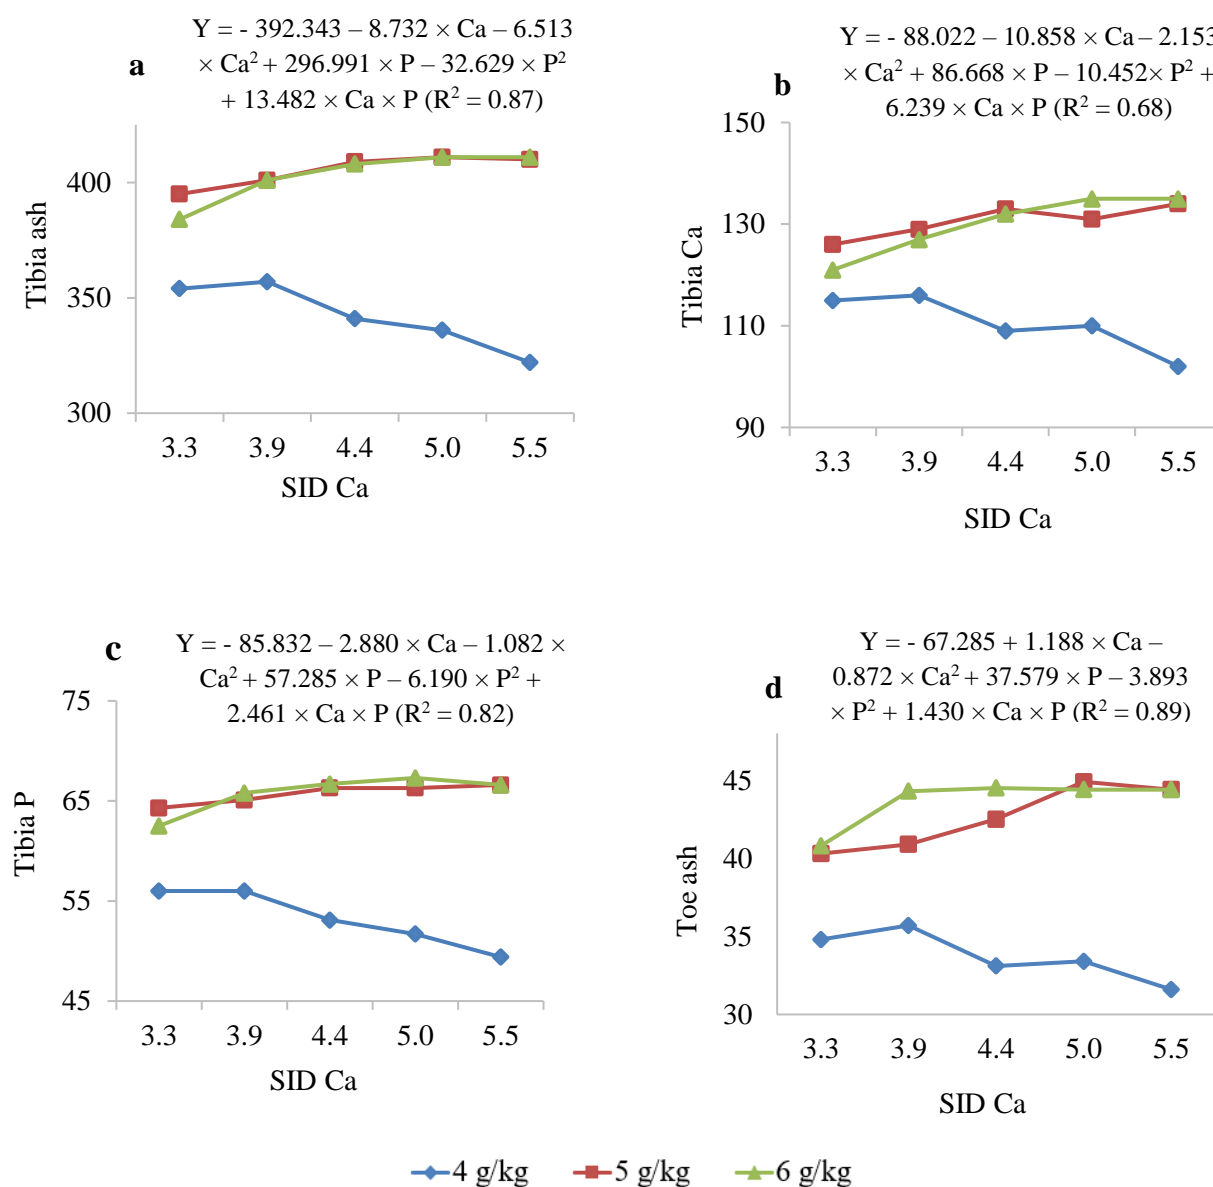 Y = - 392.343 – 8.732 × Ca – 6.513
× Ca² + 296.991 × P – 32.629 × P²
+ 13.482 × Ca × P (R² = 0.87)
a
400
350
300
Tibia ash
3.3 3.9 4.4 5.0 5.5
SID Ca
Y = - 88.022 – 10.858 × Ca – 2.153
× Ca² + 86.668 × P – 10.452× P² +
6.239 × Ca × P (R² = 0.68)
b
150
130
110
90
Tibia Ca
3.3 3.9 4.4 5.0 5.5
SID Ca
Y = - 85.832 – 2.880 × Ca – 1.082 ×
Ca² + 57.285 × P – 6.190 × P² +
2.461 × Ca × P (R² = 0.82)
c
75
65
55
45
Tibia P
3.3 3.9 4.4 5.0 5.5
SID Ca
Y = - 67.285 + 1.188 × Ca –
0.872 × Ca² + 37.579 × P – 3.893
× P² + 1.430 × Ca × P (R² = 0.89)
d
45
40
35
30
Toe ash
3.3 3.9 4.4 5.0 5.5
SID Ca
4 g/kg 5 g/kg 6 g/kg